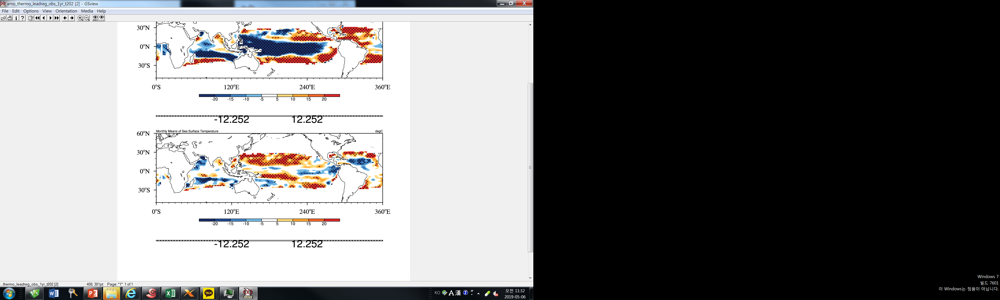 amo_thermo_leadreg_obs_1yr_t202 [2] - GSview
File Edit Options View Orientation Media Help
30°N
0°N
30°S
0°S 120°E 240°E 360°E
-20 -15 -10 -5 5 10 15 20
-12.252 12.252
Monthly Means of Sea Surface Temperature degC
60°N
30°N
0°N
30°S
0°S 120°E 240°E 360°E
-20 -15 -10 -5 5 10 15 20
-12.252 12.252
Windows 7
빌드 7601
이 Windows는 정품이 아닙니다.
...thermo_leadreg_obs_1yr_t202 [2] 408, 301pt Page: "1" 1 of 1
TALK
KO A 漢
오전 11:32
2019-05-06